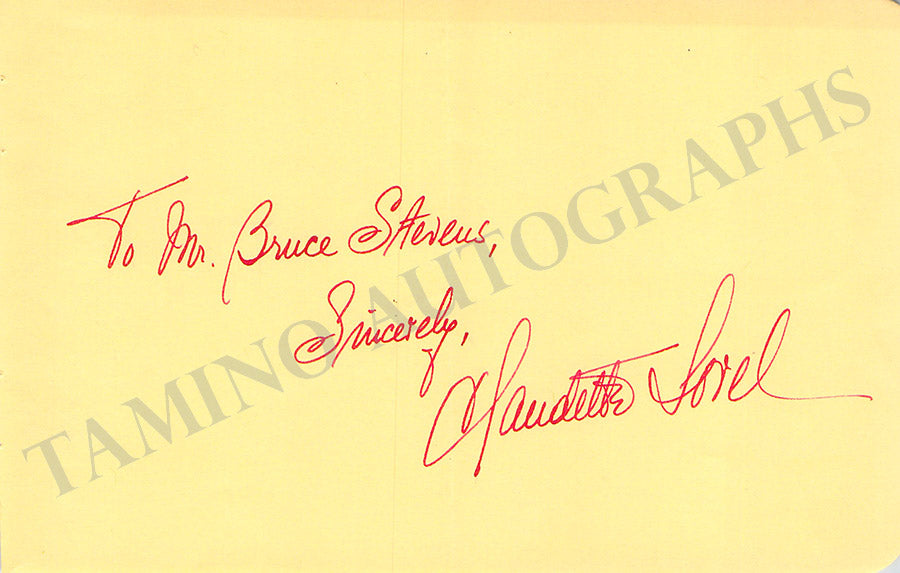 To Mr. Bruce Stevens,
Sincerely,
Claudette Sorel
TAMINO AUTOGRAPHS